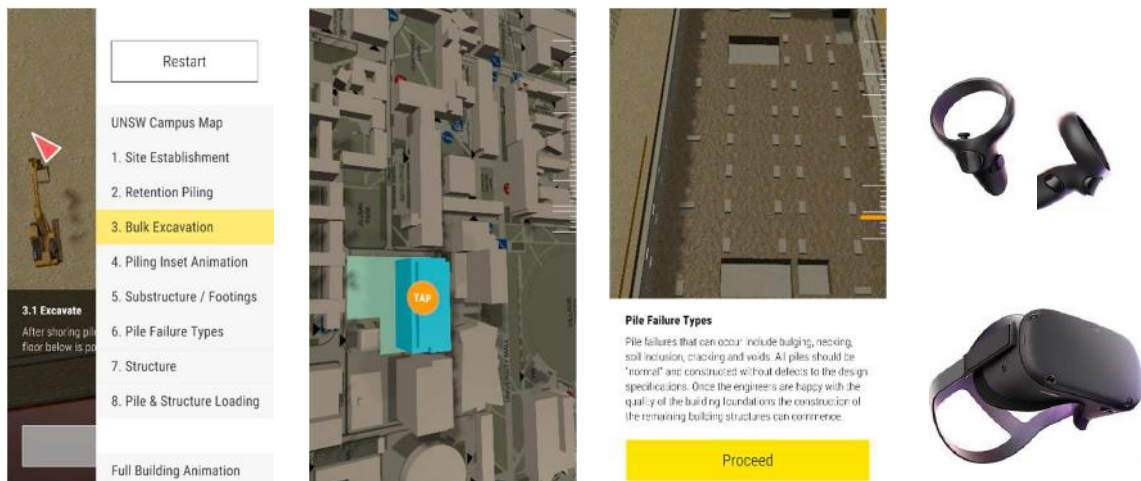 Restart
UNSW Campus Map
1. Site Establishment
2. Retention Piling
3. Bulk Excavation
4. Piling Inset Animation
5. Substructure / Footings
6. Pile Failure Types
7. Structure
8. Pile & Structure Loading
Full Building Animation
3.1 Excavate
After shoring pil
floor below is po
TAP
Pile Failure Types
Pile failures that can occur include bulging, necking,
soil inclusion, cracking and voids. All piles should be
"normal" and constructed without defects to the design
specifications. Once the engineers are happy with the
quality of the building foundations the construction of
the remaining building structures can commence.
Proceed